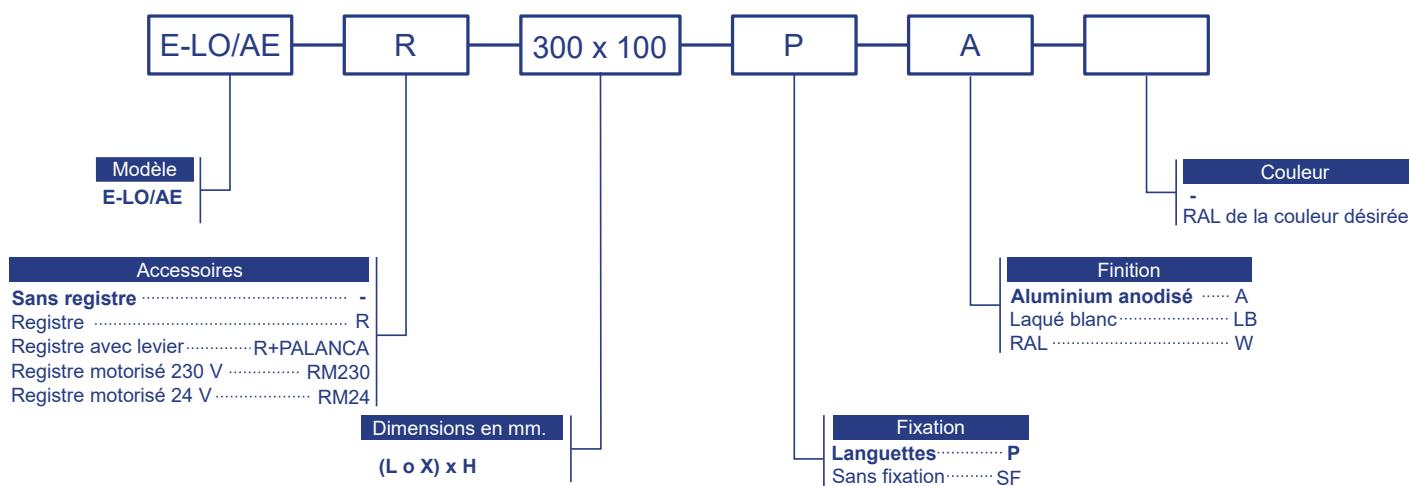 E-LO/AE R 300 x 100 P A
Modèle
E-LO/AE
Couleur
-
RAL de la couleur désirée
Accessoires
Sans registre -
Registre R
Registre avec levier R+PALANCA
Registre motorisé 230 V RM230
Registre motorisé 24 V RM24
Finition
Aluminium anodisé A
Laqué blanc LB
RAL W
Dimensions en mm.
(L o X) x H
Fixation
Languettes P
Sans fixation SF